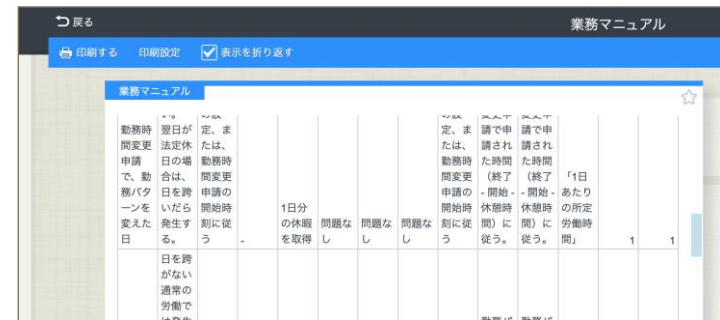 戻る
業務マニュアル
印刷する 印刷設定 表示を折り返す
業務マニュアル
勤務時間変更申請で、勤務パターンを変えた日
翌日が法定休日の場合は、日を跨いだら発生する。
定、または、勤務時間変更申請の開始時刻に従う
-
1日分の休暇を取得
問題なし
問題なし
問題なし
定、または、勤務時間変更申請の開始時刻に従う
請で申請された時間(終了-開始-休憩時間)に従う。
請で申請された時間(終了-開始-休憩時間)に従う。
「1日あたりの所定労働時間」
1
1
日を跨がない通常の労働で